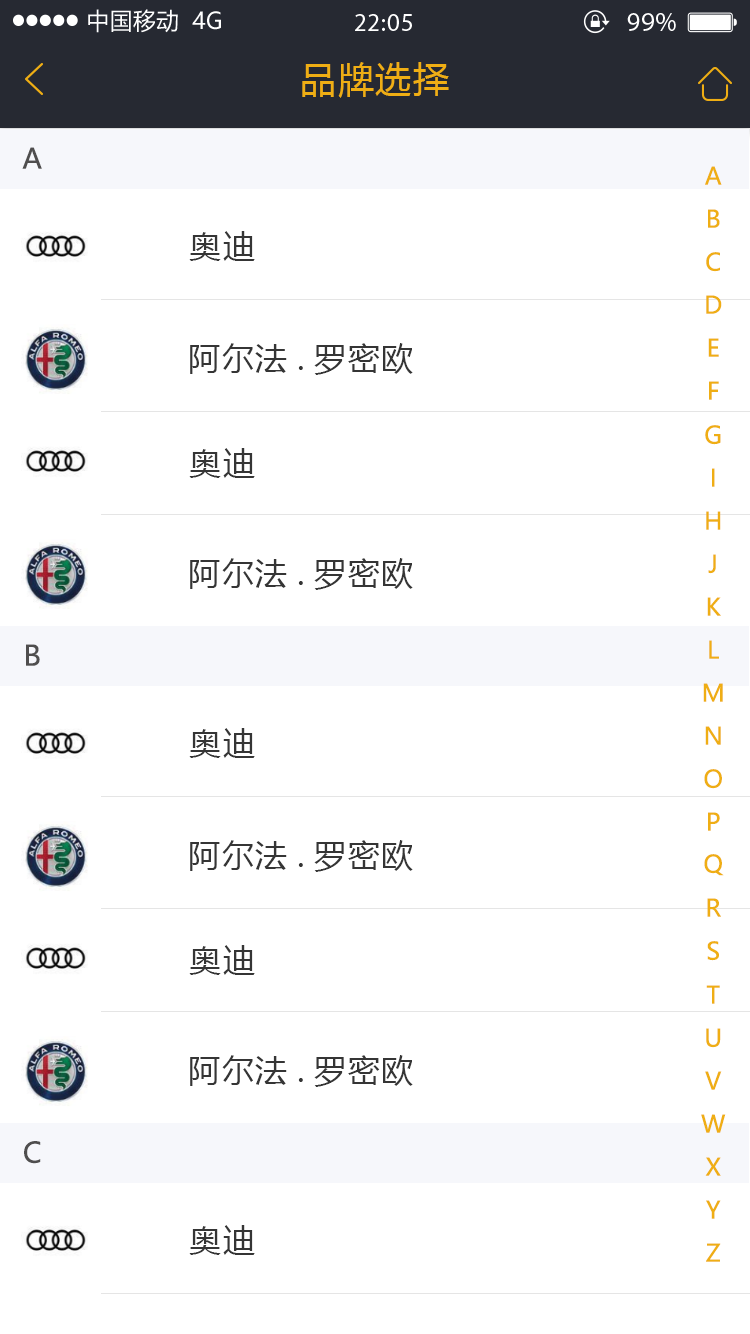 中国移动 4G 22:05 99%
品牌选择
A
奥迪
ALFA ROMEO
阿尔法 . 罗密欧
奥迪
ALFA ROMEO
阿尔法 . 罗密欧
B
奥迪
ALFA ROMEO
阿尔法 . 罗密欧
奥迪
ALFA ROMEO
阿尔法 . 罗密欧
C
奥迪
A
B
C
D
E
F
G
I
H
J
K
L
M
N
O
P
Q
R
S
T
U
V
W
X
Y
Z